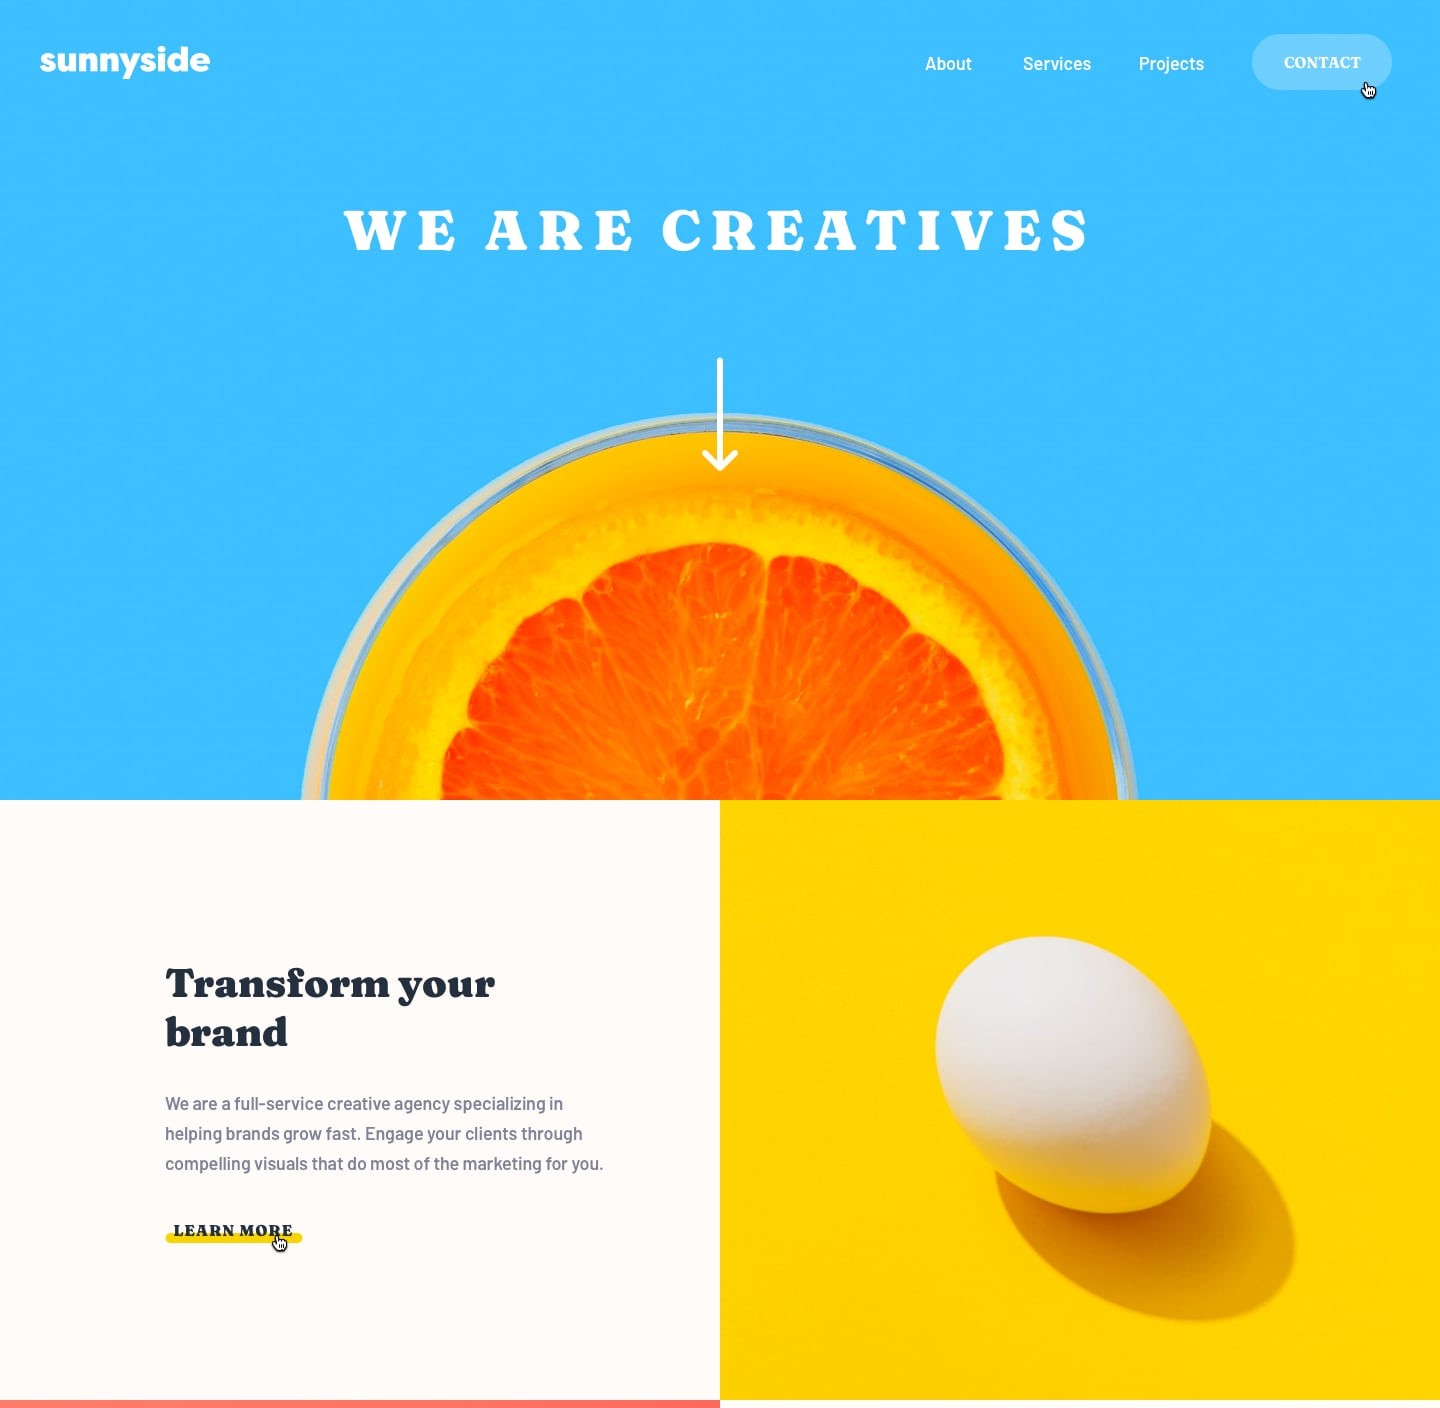 sunnyside
About
Services
Projects
CONTACT
WE ARE CREATIVES
Transform your
brand
We are a full-service creative agency specializing in
helping brands grow fast. Engage your clients through
compelling visuals that do most of the marketing for you.
LEARN MORE